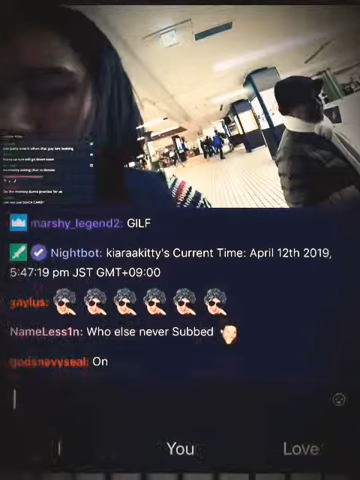 marshy_legend2: GILF
Nightbot: kiaraakitty's Current Time: April 12th 2019,
5:47:19 pm JST GMT+09:00
gaylus:
NameLess1n: Who else never Subbed
godsnavyseal: On
You
Love